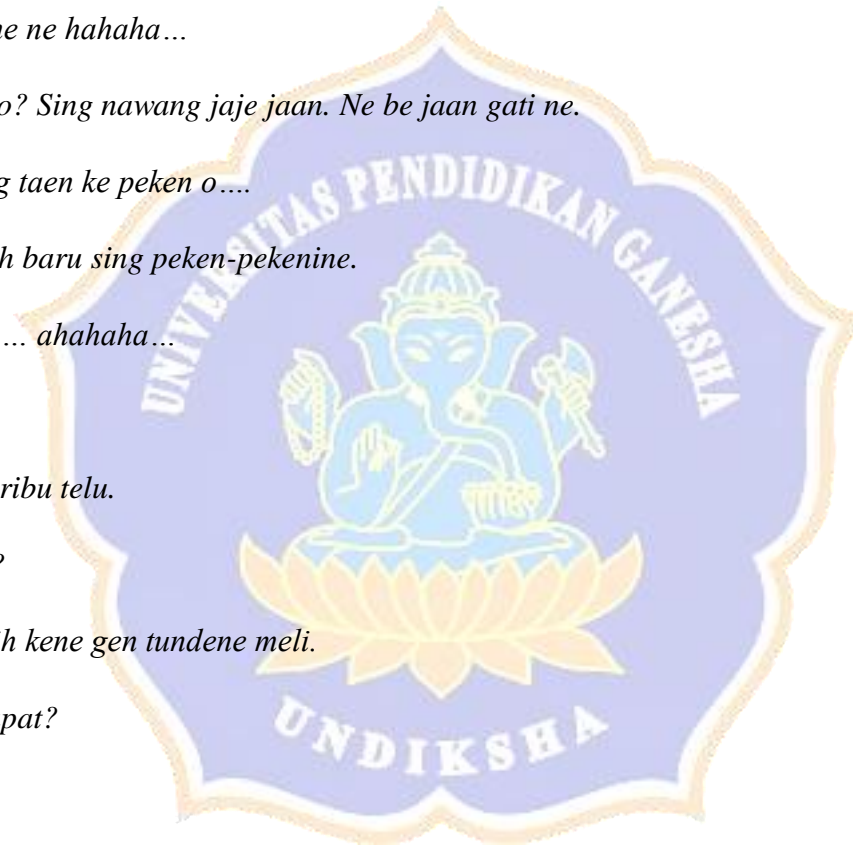 ne ne hahaha…
o? Sing nawang jaje jaan. Ne be jaan gati ne.
g taen ke peken o….
h baru sing peken-pekenine.
… ahahaha…
ribu telu.
?
h kene gen tundene meli.
pat?
UNIVERSITAS PENDIDIKAN GANESHA
UNDIKSHA